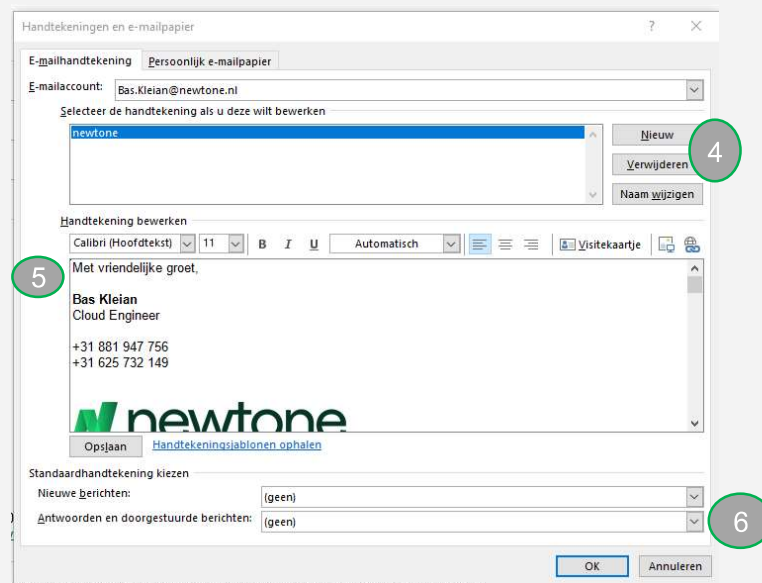 Handtekeningen en e-mailpapier ? ×
E-mailhandtekening Persoonlijk e-mailpapier
E-mailaccount: Bas.Kleian@newtone.nl
Selecteer de handtekening als u deze wilt bewerken
newtone
Nieuw
4
Verwijderen
Naam wijzigen
Handtekening bewerken
Calibri (Hoofdtekst) 11 B I U Automatisch Visitekaartje
5
Met vriendelijke groet,
Bas Kleian
Cloud Engineer
+31 881 947 756
+31 625 732 149
newtone
Opslaan Handtekeningsjablonen ophalen
Standaardhandtekening kiezen
Nieuwe berichten: (geen)
Antwoorden en doorgestuurde berichten: (geen)
6
OK Annuleren